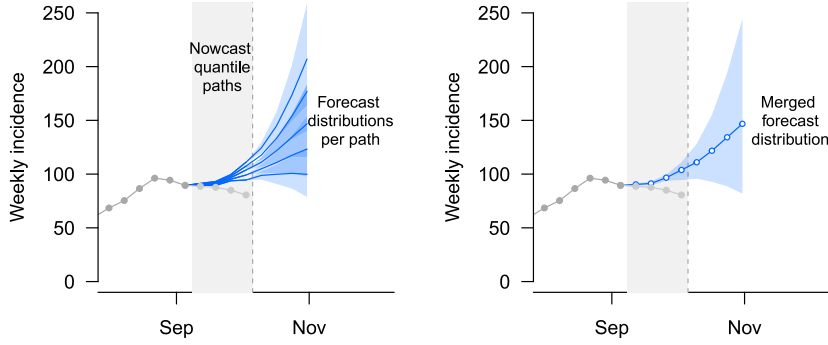 250
200
150
100
50
0
Weekly incidence
Nowcast
quantile
paths
Forecast
distributions
per path
Sep
Nov
250
200
150
100
50
0
Weekly incidence
Merged
forecast
distribution
Sep
Nov